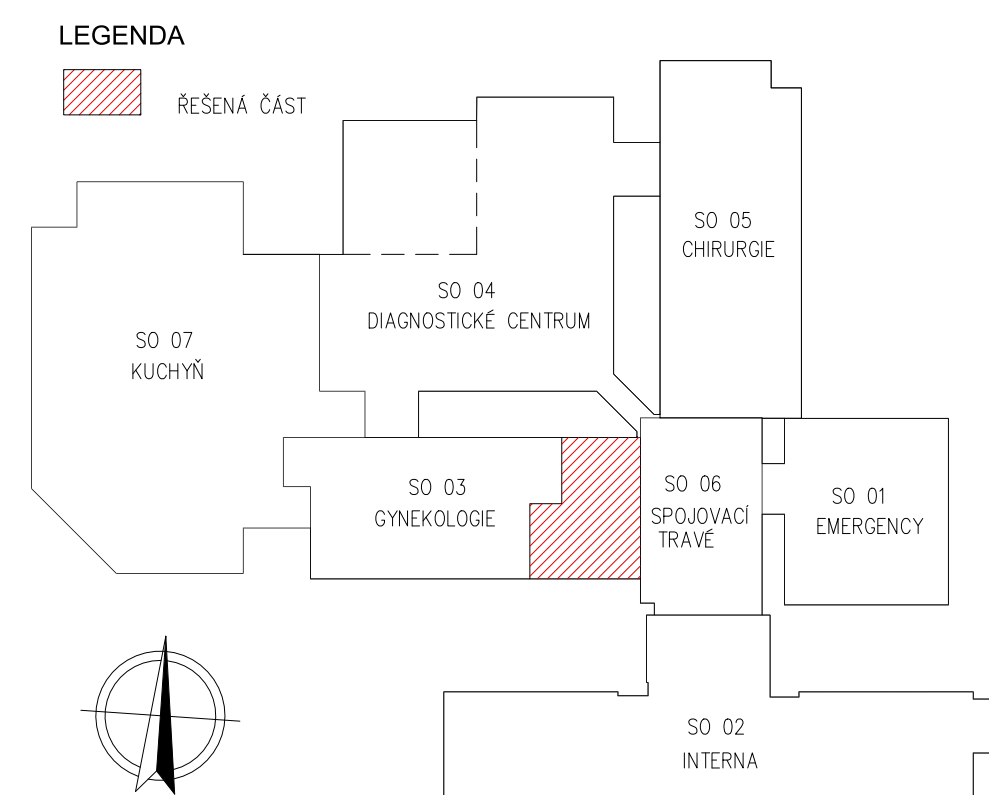 LEGENDA
ŘEŠENÁ ČÁST
SO 05
CHIRURGIE
SO 04
DIAGNOSTICKÉ CENTRUM
SO 07
KUCHYŇ
SO 03
GYNEKOLOGIE
SO 06
SPOJOVACÍ
TRAVÉ
SO 01
EMERGENCY
SO 02
INTERNA